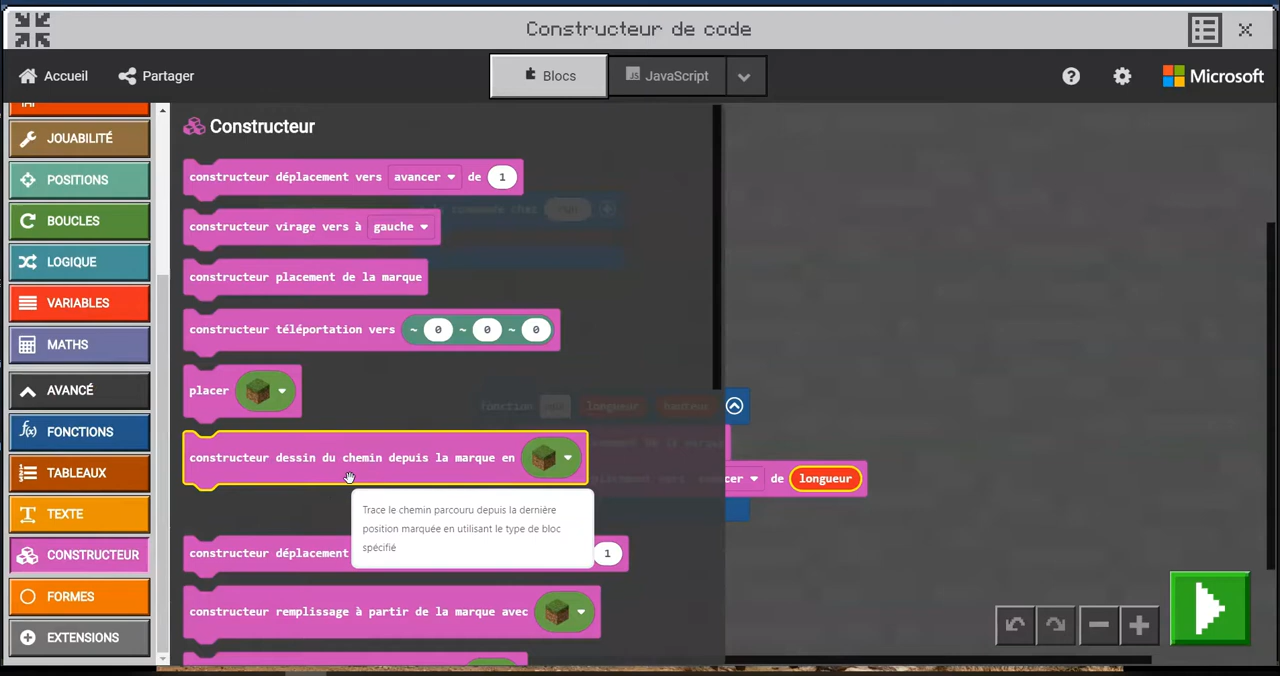 Constructeur de code
Accueil
Partager
Blocs
JavaScript
Microsoft
JOUABILITÉ
POSITIONS
BOUCLES
LOGIQUE
VARIABLES
MATHS
AVANCÉ
FONCTIONS
TABLEAUX
TEXTE
CONSTRUCTEUR
FORMES
EXTENSIONS
Constructeur
constructeur déplacement vers avancer de 1
constructeur virage vers à gauche
constructeur placement de la marque
constructeur téléportation vers ~ 0 ~ 0 ~ 0
placer
constructeur dessin du chemin depuis la marque en
Trace le chemin parcouru depuis la dernière
position marquée en utilisant le type de bloc
spécifié
constructeur déplacement 1
constructeur remplissage à partir de la marque avec
fonction longueur hauteur
cer de longueur